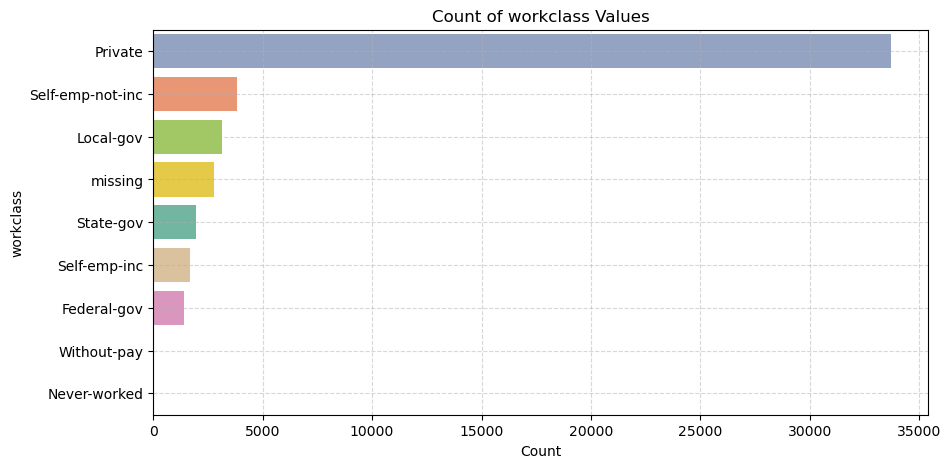 Count of workclass Values
workclass
Private
Self-emp-not-inc
Local-gov
missing
State-gov
Self-emp-inc
Federal-gov
Without-pay
Never-worked
0 5000 10000 15000 20000 25000 30000 35000
Count